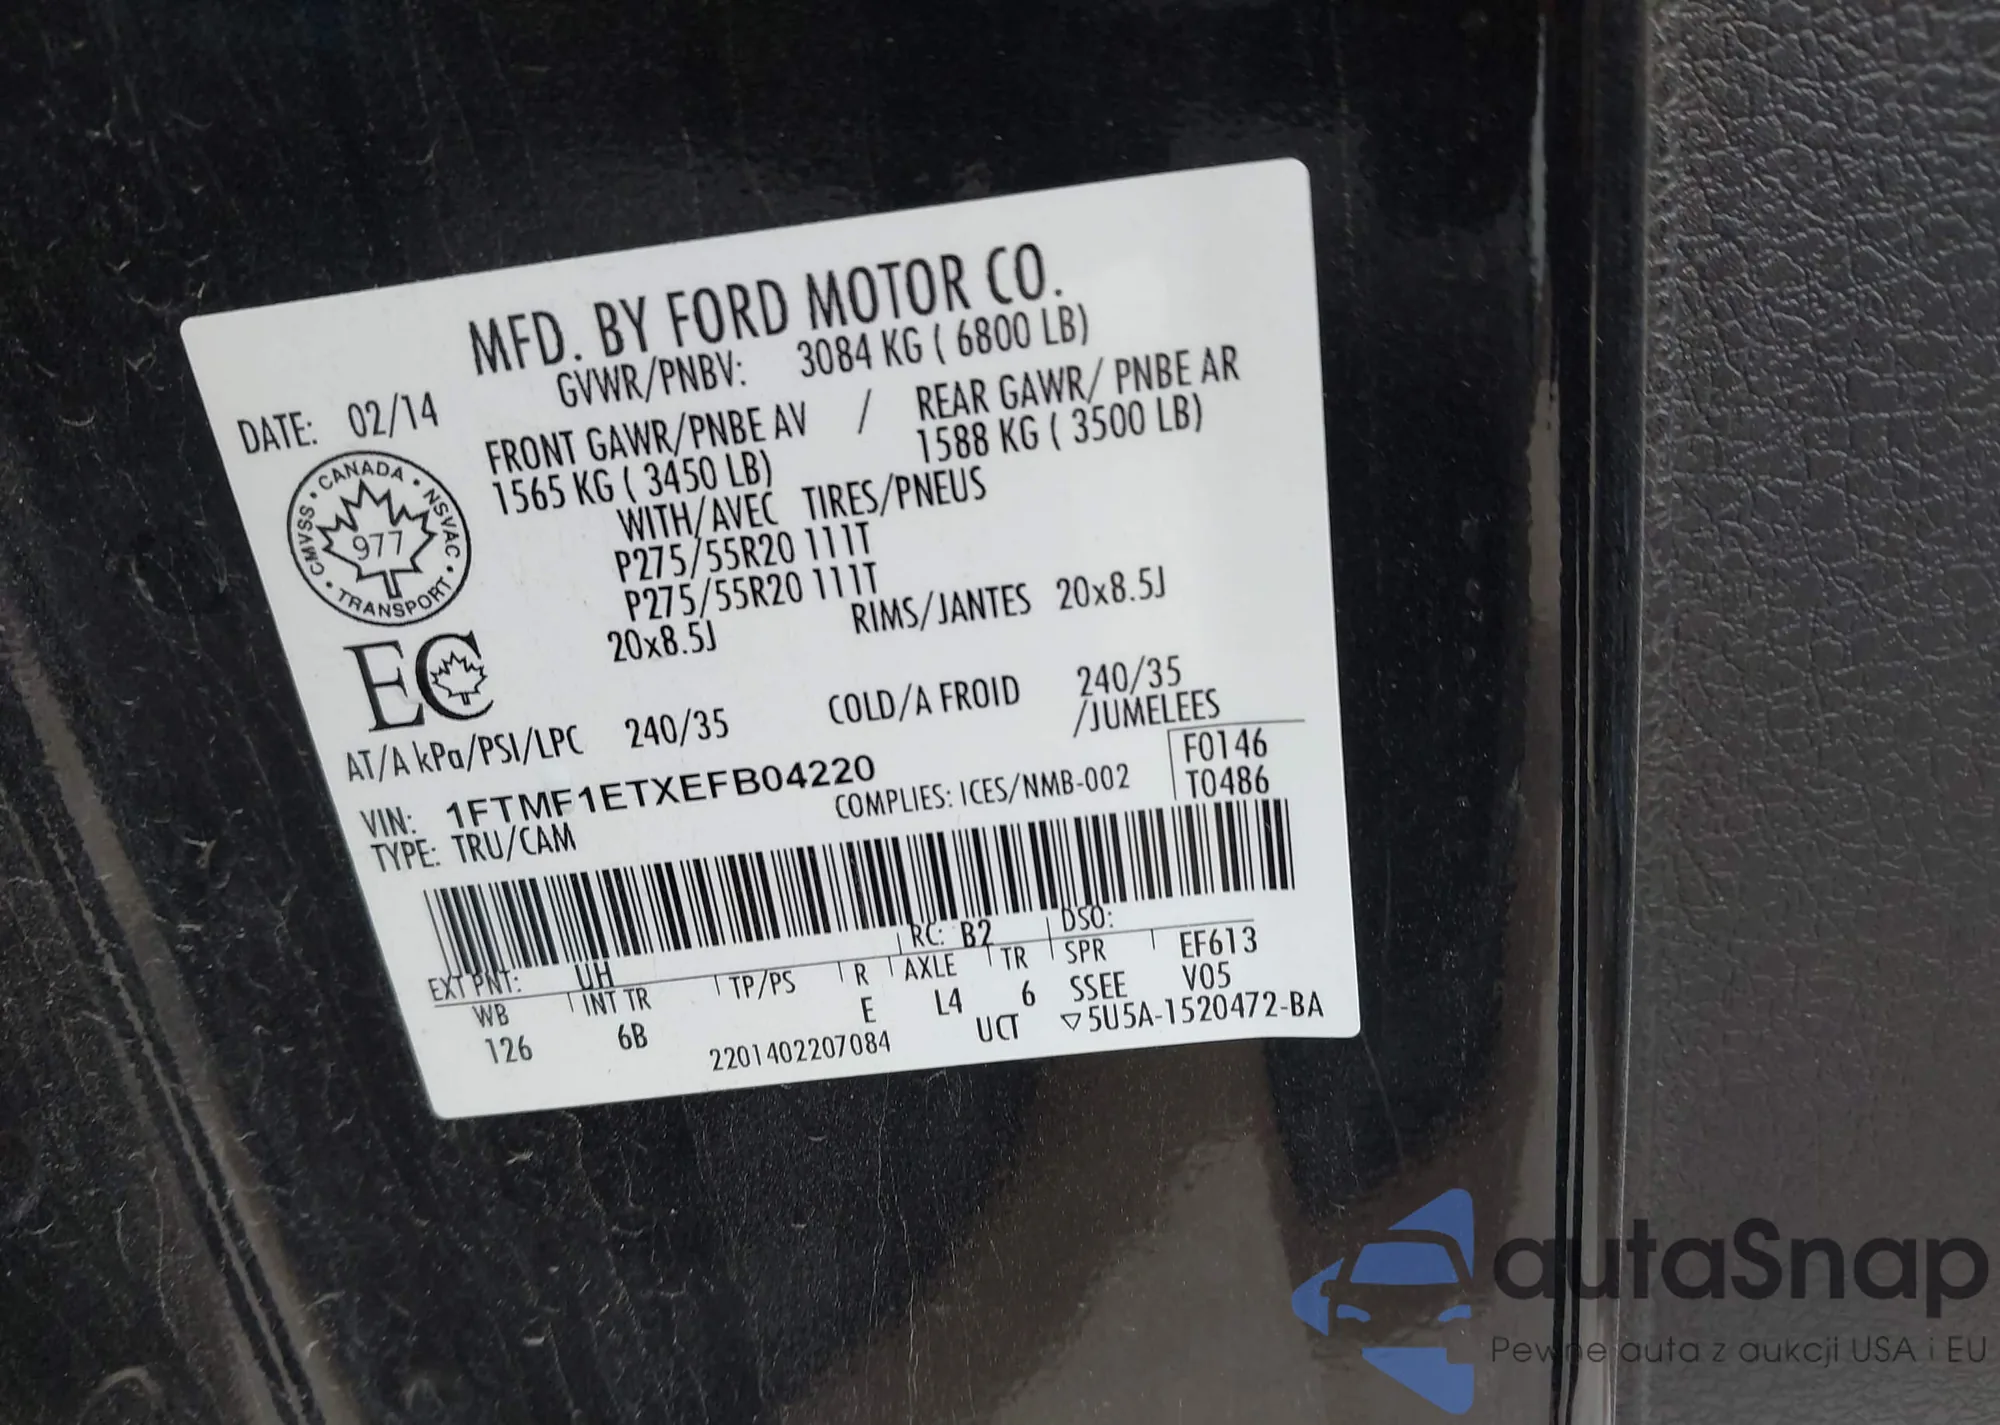 MFD. BY FORD MOTOR CO.
DATE: 02/14
GVWR/PNBV: 3084 KG ( 6800 LB)
FRONT GAWR/PNBE AV / REAR GAWR/ PNBE AR
1565 KG ( 3450 LB) 1588 KG ( 3500 LB)
WITH/AVEC TIRES/PNEUS
P275/55R20 111T
P275/55R20 111T
20x8.5J RIMS/JANTES 20x8.5J
CMVSS • CANADA • NSVAC • TRANSPORT •
977
EC
AT/A kPa/PSI/LPC 240/35 COLD/A FROID 240/35
/JUMELEES
VIN: 1FTMF1ETXEFB04220
TYPE: TRU/CAM
COMPLIES: ICES/NMB-002
F0146
T0486
EXT PNT: UH RC: B2 DSO:
WB INT TR TP/PS R AXLE TR SPR EF613
126 6B E L4 6 SSEE V05
2201402207084 UCT ▽5U5A-1520472-BA
autaSnap
Pewne auta z aukcji USA i EU